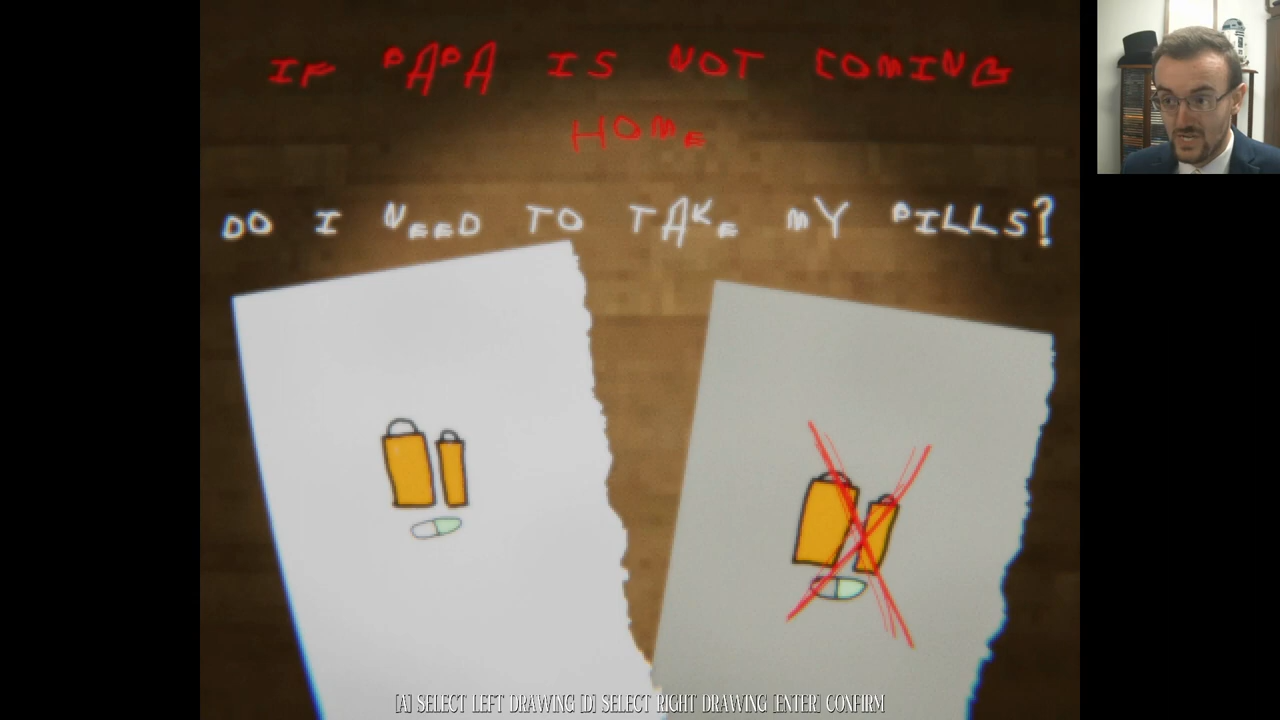 IF PAPA IS NOT COMING
HOME
DO I NEED TO TAKE MY PILLS?
[A] SELECT LEFT DRAWING [D] SELECT RIGHT DRAWING [ENTER] CONFIRM